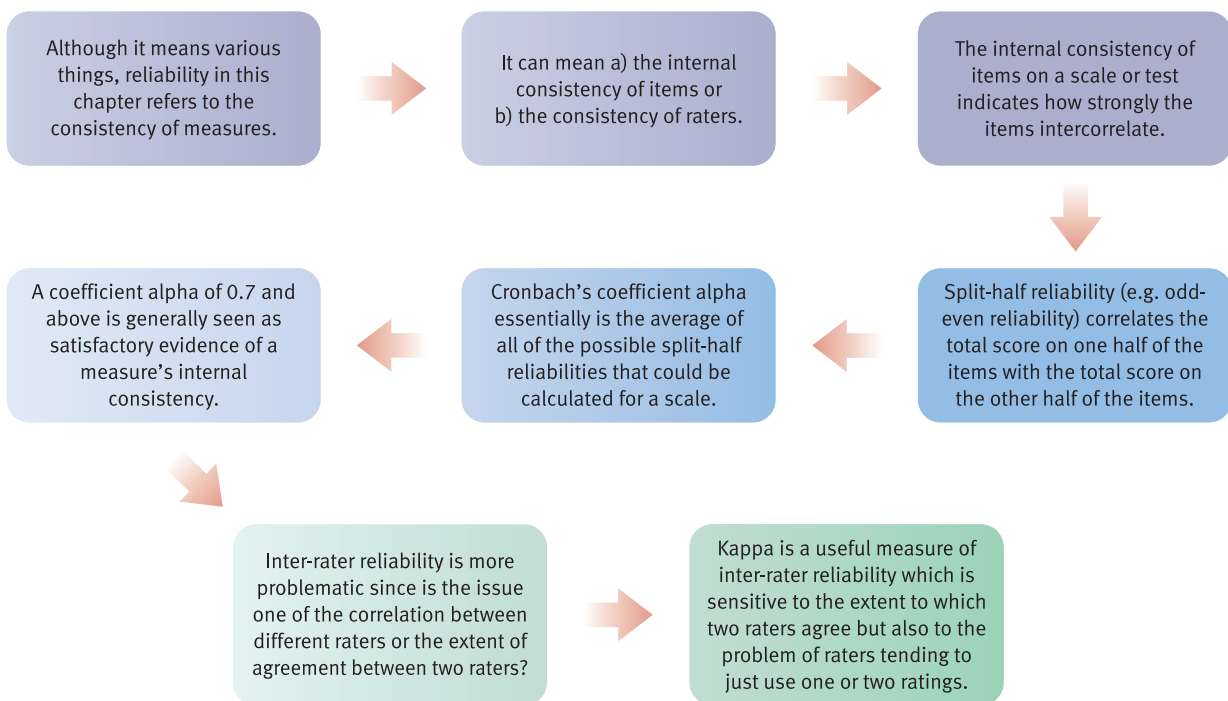 Although it means various
things, reliability in this
chapter refers to the
consistency of measures.
It can mean a) the internal
consistency of items or
b) the consistency of raters.
The internal consistency of
items on a scale or test
indicates how strongly the
items intercorrelate.
Split-half reliability (e.g. odd-
even reliability) correlates the
total score on one half of the
items with the total score on
the other half of the items.
Cronbach’s coefficient alpha
essentially is the average of
all of the possible split-half
reliabilities that could be
calculated for a scale.
A coefficient alpha of 0.7 and
above is generally seen as
satisfactory evidence of a
measure’s internal
consistency.
Inter-rater reliability is more
problematic since is the issue
one of the correlation between
different raters or the extent of
agreement between two raters?
Kappa is a useful measure of
inter-rater reliability which is
sensitive to the extent to which
two raters agree but also to the
problem of raters tending to
just use one or two ratings.